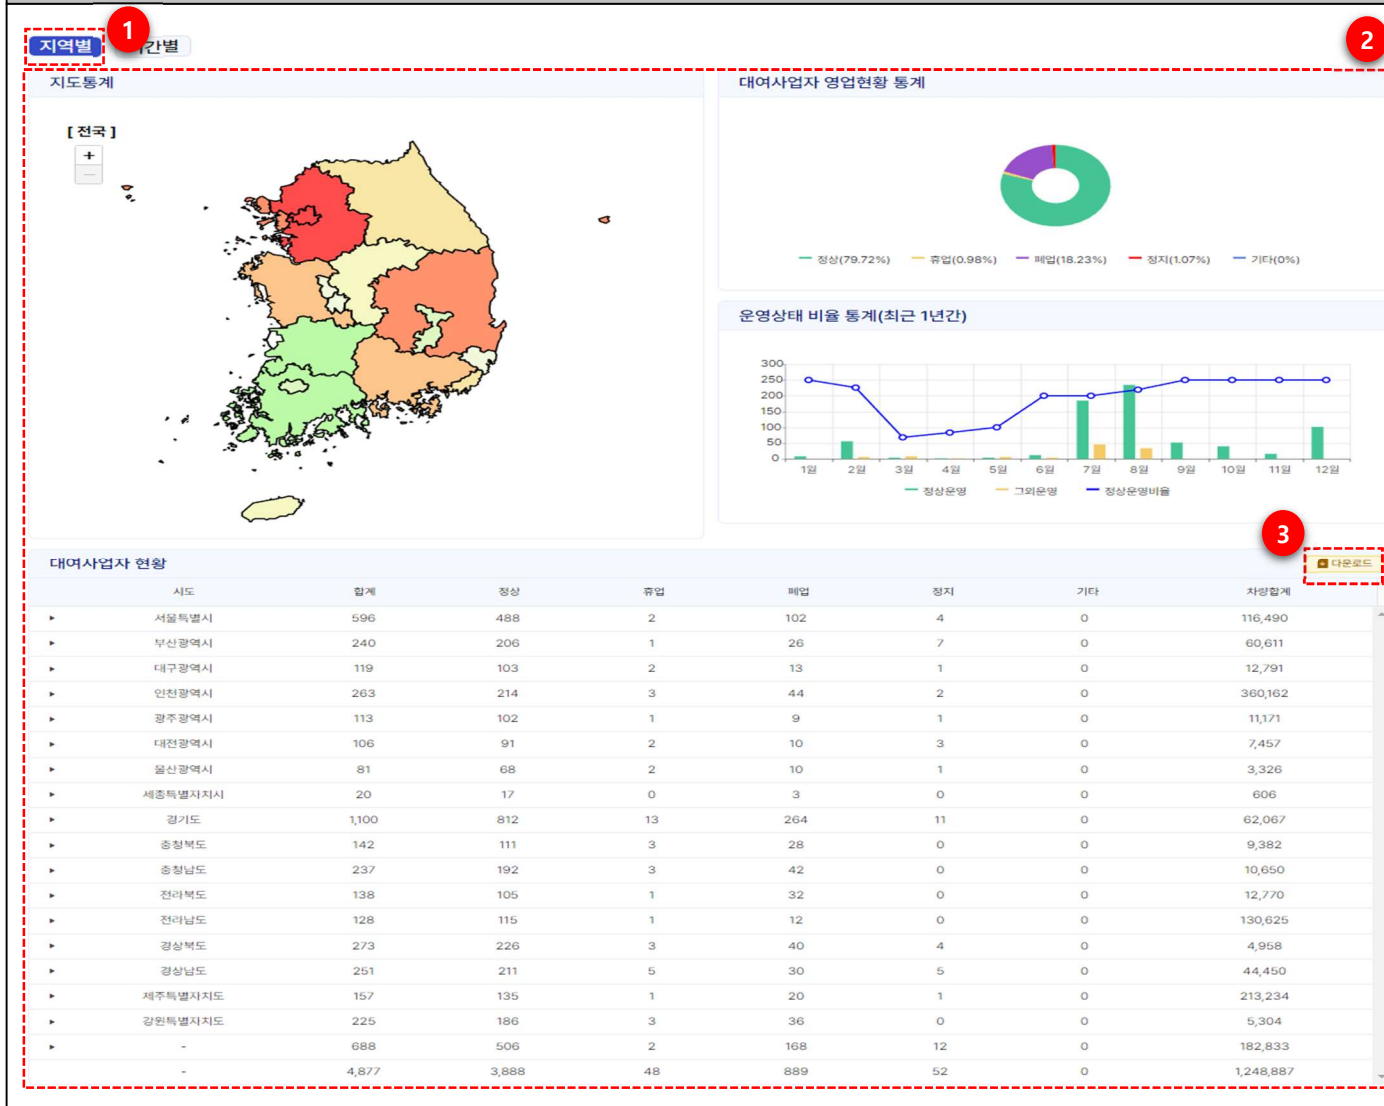 1
2
지역별 간별
지도통계
대여사업자 영업현황 통계
[ 전국 ]
+
정상(79.72%) 휴업(0.98%) 폐업(18.23%) 정지(1.07%) 기타(0%)
운영상태 비율 통계(최근 1년간)
300
250
200
150
100
50
0
1월 2월 3월 4월 5월 6월 7월 8월 9월 10월 11월 12월
정상운영 그외운영 정상운영비율
3
대여사업자 현황
다운로드
시도 합계 정상 휴업 폐업 정지 기타 차량합계
서울특별시 596 488 2 102 4 0 116,490
부산광역시 240 206 1 26 7 0 60,611
대구광역시 119 103 2 13 1 0 12,791
인천광역시 263 214 3 44 2 0 360,162
광주광역시 113 102 1 9 1 0 11,171
대전광역시 106 91 2 10 3 0 7,457
울산광역시 81 68 2 10 1 0 3,326
세종특별자치시 20 17 0 3 0 0 606
경기도 1,100 812 13 264 11 0 62,067
충청북도 142 111 3 28 0 0 9,382
충청남도 237 192 3 42 0 0 10,650
전라북도 138 105 1 32 0 0 12,770
전라남도 128 115 1 12 0 0 130,625
경상북도 273 226 3 40 4 0 4,958
경상남도 251 211 5 30 5 0 44,450
제주특별자치도 157 135 1 20 1 0 213,234
강원특별자치도 225 186 3 36 0 0 5,304
- 688 506 2 168 12 0 182,833
- 4,877 3,888 48 889 52 0 1,248,887